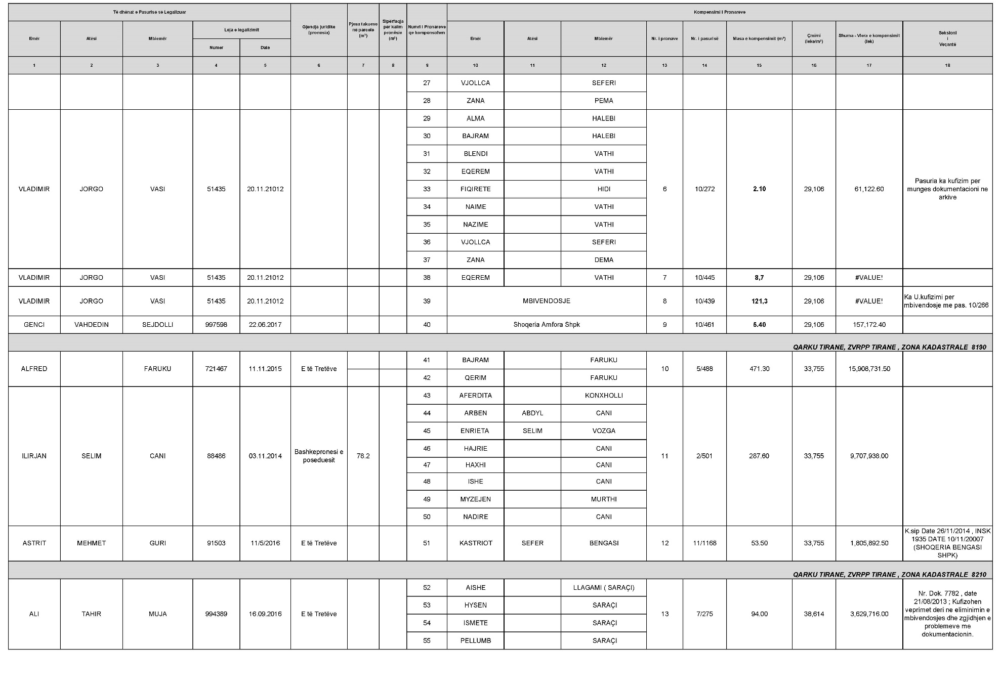 Të dhënat e Pasurisë së Legalizuar
Gjendja juridike
(pronesia)
Pjesa takuese
në parcele
(m²)
Sipërfaqja
për kalim
pronësie
(m²)
Numri i Pronareve
qe kompensohen
Kompensimi i Pronareve
Emër
Atësi
Mbiemër
Leja e legalizimit
Numer
Date
Emër
Atësi
Mbiemër
Nr. i pronave
Nr. i pasurisë
Masa e kompensimit (m²)
Çmimi
(leke/m²)
Shuma - Vlera e kompensimit
(lek)
Seksioni
i
Veçantë
1 2 3 4 5 6 7 8 9 10 11 12 13 14 15 16 17 18
27 VJOLLCA SEFERI
28 ZANA PEMA
29 ALMA HALEBI
30 BAJRAM HALEBI
31 BLENDI VATHI
32 EQEREM VATHI
VLADIMIR JORGO VASI 51435 20.11.21012 33 FIQIRETE HIDI 6 10/272 2.10 29,106 61,122.60 Pasuria ka kufizim per
munges dokumentacioni ne
arkive
34 NAIME VATHI
35 NAZIME VATHI
36 VJOLLCA SEFERI
37 ZANA DEMA
VLADIMIR JORGO VASI 51435 20.11.21012 38 EQEREM VATHI 7 10/445 8,7 29,106 #VALUE!
VLADIMIR JORGO VASI 51435 20.11.21012 39 MBIVENDOSJE 8 10/439 121,3 29,106 #VALUE! Ka U.kufizimi per
mbivendosje me pas. 10/266
GENCI VAHDEDIN SEJDOLLI 997598 22.06.2017 40 Shoqeria Amfora Shpk 9 10/461 5.40 29,106 157,172.40
QARKU TIRANE, ZVRPP TIRANE , ZONA KADASTRALE 8190
ALFRED FARUKU 721467 11.11.2015 E të Tretëve 41 BAJRAM FARUKU 10 5/488 471.30 33,755 15,908,731.50
42 QERIM FARUKU
43 AFERDITA KONXHOLLI
44 ARBEN ABDYL CANI
45 ENRIETA SELIM VOZGA
ILIRJAN SELIM CANI 88486 03.11.2014 Bashkepronesi e
poseduesit 78.2 46 HAJRIE CANI 11 2/501 287.60 33,755 9,707,938.00
47 HAXHI CANI
48 ISHE CANI
49 MYZEJEN MURTHI
50 NADIRE CANI
ASTRIT MEHMET GURI 91503 11/5/2016 E të Tretëve 51 KASTRIOT SEFER BENGASI 12 11/1168 53.50 33,755 1,805,892.50 K.sip Date 26/11/2014 , INSK
1935 DATE 10/11/20007
(SHOQERIA BENGASI
SHPK)
QARKU TIRANE, ZVRPP TIRANE , ZONA KADASTRALE 8210
52 AISHE LLAGAMI ( SARAÇI)
53 HYSEN SARAÇI
ALI TAHIR MUJA 994389 16.09.2016 E të Tretëve 13 7/275 94.00 38,614 3,629,716.00 Nr. Dok. 7782 , date
21/08/2013 ; Kufizohen
veprimet deri ne eliminimin e
mbivendosjes dhe zgjidhjen e
problemeve me
dokumentacionin.
54 ISMETE SARAÇI
55 PELLUMB SARAÇI